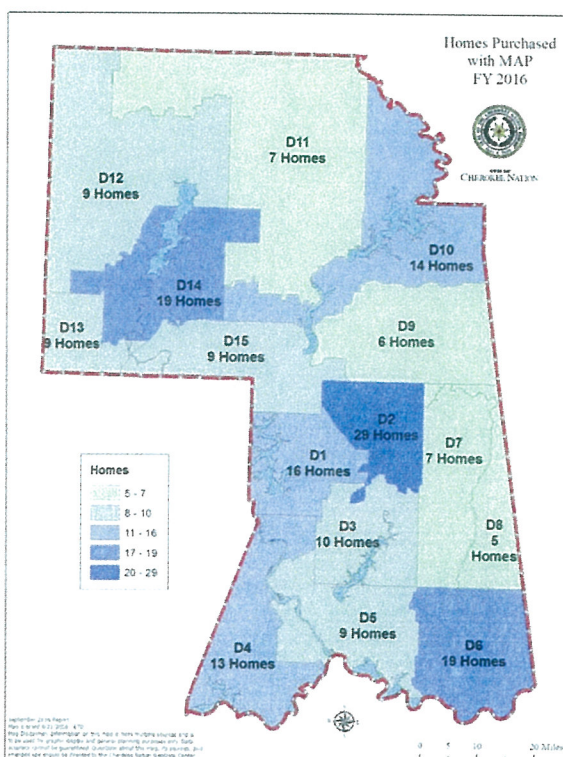 Homes Purchased
with MAP
FY 2016
CHEROKEE NATION
D11
7 Homes
D12
9 Homes
D10
14 Homes
D14
19 Homes
D13
9 Homes
D15
9 Homes
D9
6 Homes
D2
29 Homes
D7
7 Homes
D1
16 Homes
Homes
5 - 7
8 - 10
11 - 16
17 - 19
20 - 29
D3
10 Homes
D8
5
Homes
D5
9 Homes
D4
13 Homes
D6
19 Homes
0 5 10 20 Miles